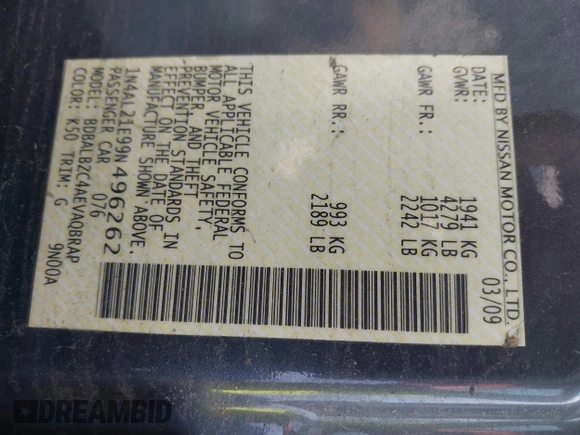 MFD BY NISSAN MOTOR CO., LTD.
DATE: 03/09
GVWR: 1941 KG
4279 LB
GAWR FR.: 1017 KG
2242 LB
GAWR RR.: 993 KG
2189 LB
THIS VEHICLE CONFORMS TO
ALL APPLICABLE FEDERAL
MOTOR VEHICLE SAFETY,
BUMPER, AND THEFT
PREVENTION STANDARDS IN
EFFECT ON THE DATE OF
MANUFACTURE SHOWN ABOVE.
1N4AL21E99N496262
PASSENGER CAR 076
MODEL: BDBALBZC4AEVAQBRAP
COLOR: K50 TRIM: G 9N00A
DREAMBID